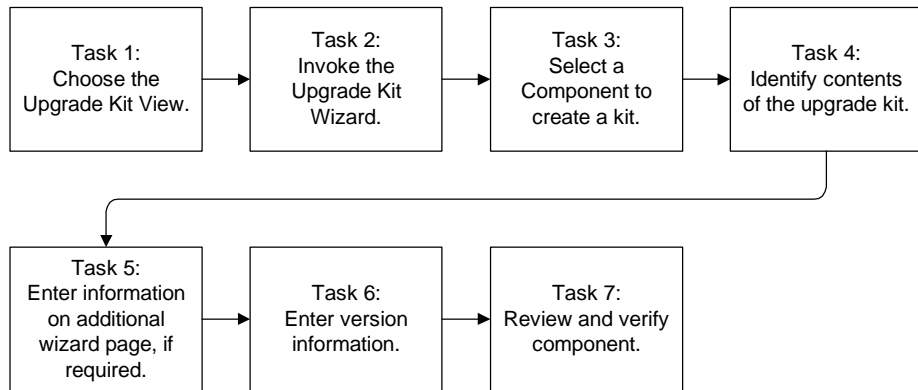 Task 1:
Choose the
Upgrade Kit View.
Task 2:
Invoke the
Upgrade Kit
Wizard.
Task 3:
Select a
Component to
create a kit.
Task 4:
Identify contents
of the upgrade kit.
Task 5:
Enter information
on additional
wizard page, if
required.
Task 6:
Enter version
information.
Task 7:
Review and verify
component.